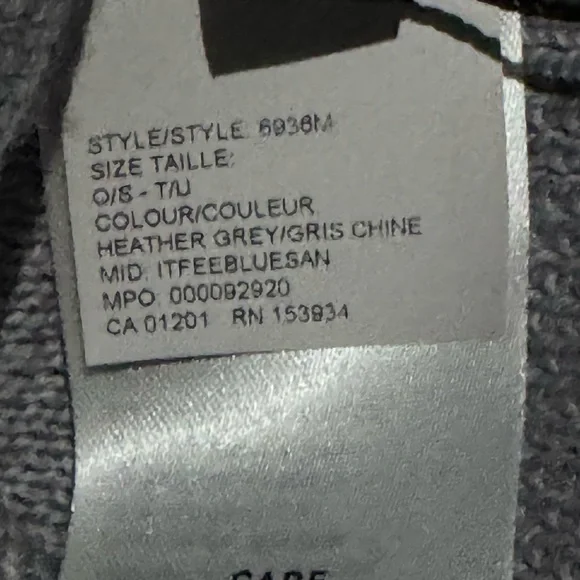 STYLE/STYLE 6936M
SIZE TAILLE:
O/S - T/U
COLOUR/COULEUR
HEATHER GREY/GRIS CHINE
MID: ITFEEBLUESAN
MPO: 000092920
CA 01201 RN 153934
CARE